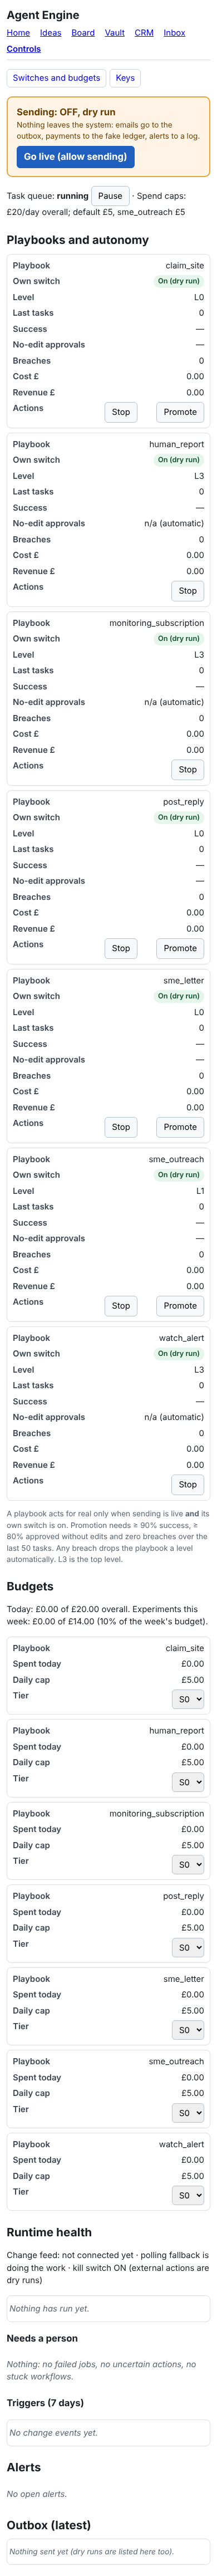 Agent Engine
Home Ideas Board Vault CRM Inbox
Controls
Switches and budgets Keys
Sending: OFF, dry run
Nothing leaves the system: emails go to the
outbox, payments to the fake ledger, alerts to a log.
Go live (allow sending)
Task queue: running Pause · Spend caps:
£20/day overall; default £5, sme_outreach £5
Playbooks and autonomy
Playbook claim_site
Own switch On (dry run)
Level L0
Last tasks 0
Success —
No-edit approvals —
Breaches 0
Cost £ 0.00
Revenue £ 0.00
Actions Stop Promote
Playbook human_report
Own switch On (dry run)
Level L3
Last tasks 0
Success —
No-edit approvals n/a (automatic)
Breaches 0
Cost £ 0.00
Revenue £ 0.00
Actions Stop
Playbook monitoring_subscription
Own switch On (dry run)
Level L3
Last tasks 0
Success —
No-edit approvals n/a (automatic)
Breaches 0
Cost £ 0.00
Revenue £ 0.00
Actions Stop
Playbook post_reply
Own switch On (dry run)
Level L0
Last tasks 0
Success —
No-edit approvals —
Breaches 0
Cost £ 0.00
Revenue £ 0.00
Actions Stop Promote
Playbook sme_letter
Own switch On (dry run)
Level L0
Last tasks 0
Success —
No-edit approvals —
Breaches 0
Cost £ 0.00
Revenue £ 0.00
Actions Stop Promote
Playbook sme_outreach
Own switch On (dry run)
Level L1
Last tasks 0
Success —
No-edit approvals —
Breaches 0
Cost £ 0.00
Revenue £ 0.00
Actions Stop Promote
Playbook watch_alert
Own switch On (dry run)
Level L3
Last tasks 0
Success —
No-edit approvals n/a (automatic)
Breaches 0
Cost £ 0.00
Revenue £ 0.00
Actions Stop
A playbook acts for real only when sending is live and its
own switch is on. Promotion needs ≥ 90% success, ≥
80% approved without edits and zero breaches over the
last 50 tasks. Any breach drops the playbook a level
automatically. L3 is the top level.
Budgets
Today: £0.00 of £20.00 overall. Experiments this
week: £0.00 of £14.00 (10% of the week's budget).
Playbook claim_site
Spent today £0.00
Daily cap £5.00
Tier S0
Playbook human_report
Spent today £0.00
Daily cap £5.00
Tier S0
Playbook monitoring_subscription
Spent today £0.00
Daily cap £5.00
Tier S0
Playbook post_reply
Spent today £0.00
Daily cap £5.00
Tier S0
Playbook sme_letter
Spent today £0.00
Daily cap £5.00
Tier S0
Playbook sme_outreach
Spent today £0.00
Daily cap £5.00
Tier S0
Playbook watch_alert
Spent today £0.00
Daily cap £5.00
Tier S0
Runtime health
Change feed: not connected yet · polling fallback is
doing the work · kill switch ON (external actions are
dry runs)
Nothing has run yet.
Needs a person
Nothing: no failed jobs, no uncertain actions, no
stuck workflows.
Triggers (7 days)
No change events yet.
Alerts
No open alerts.
Outbox (latest)
Nothing sent yet (dry runs are listed here too).